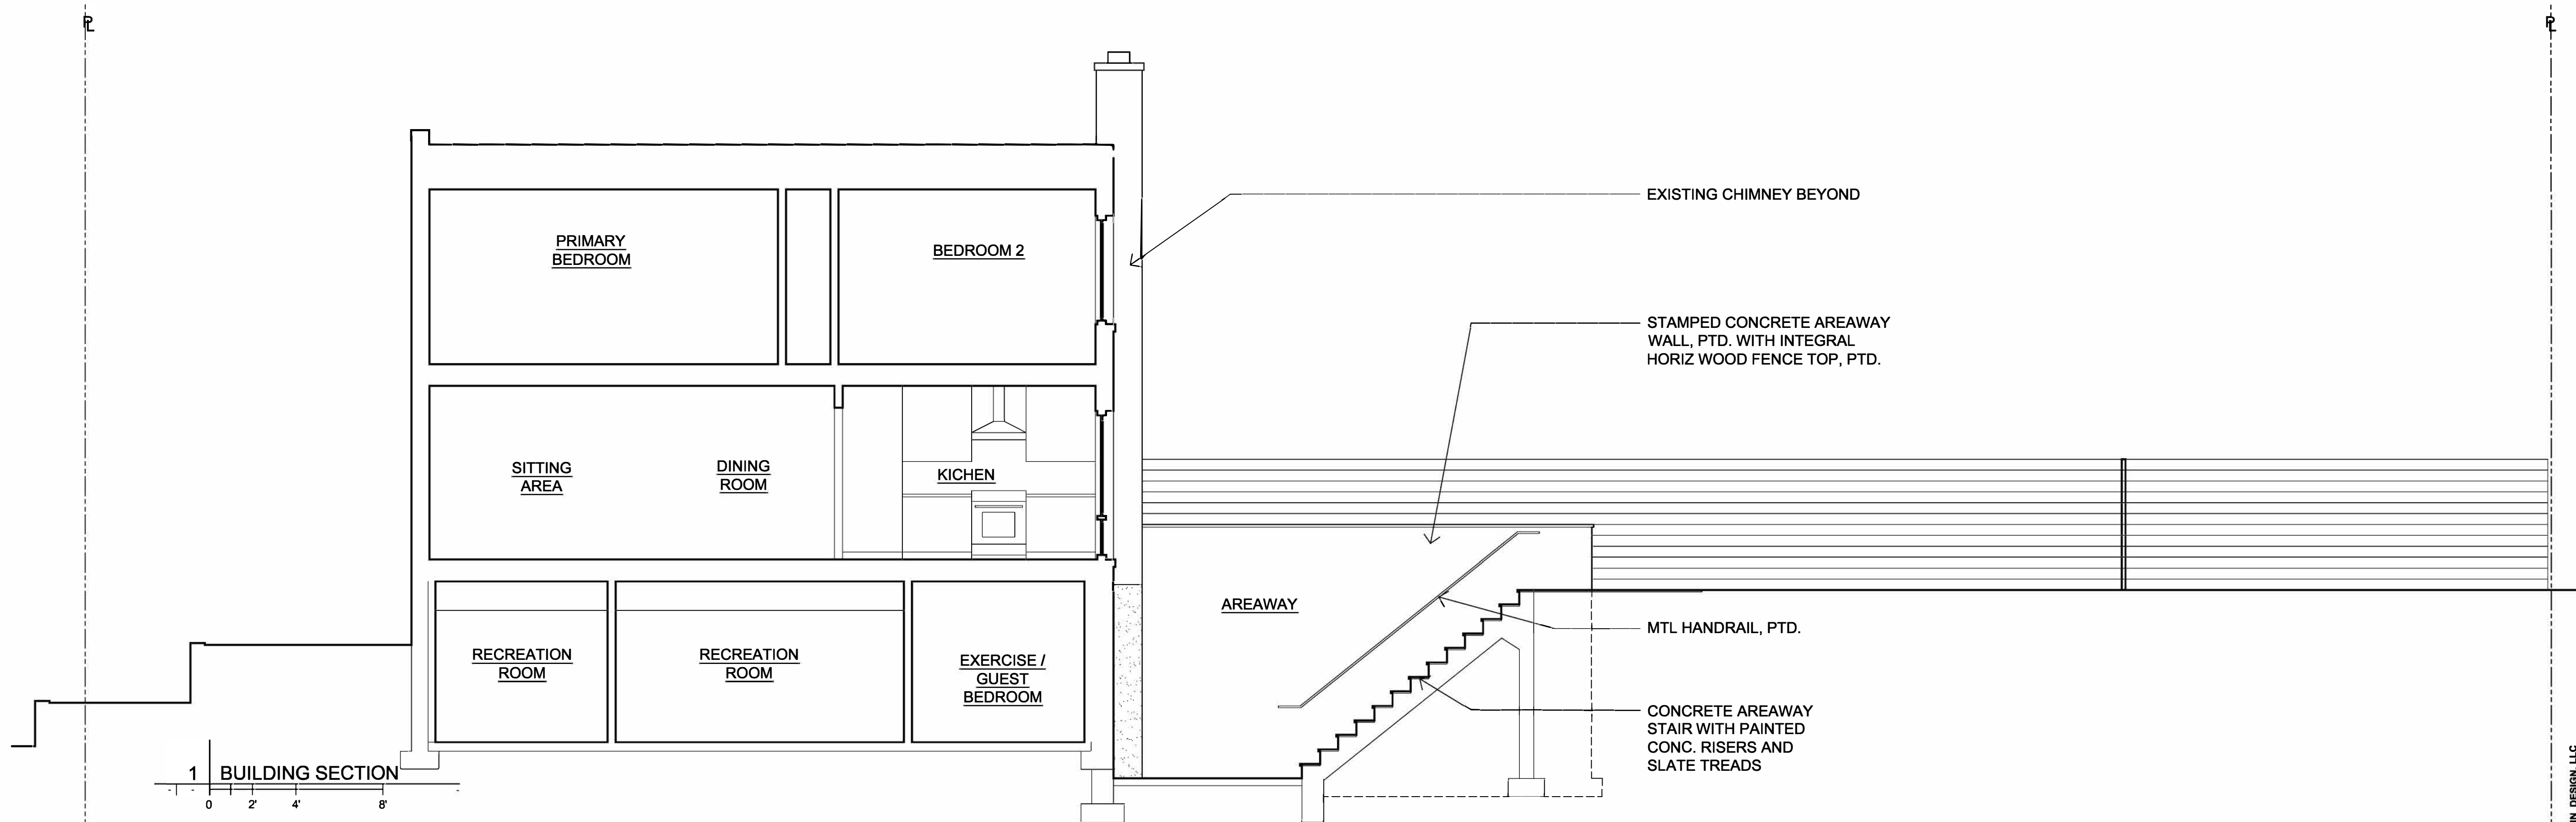 PL
PL
EXISTING CHIMNEY BEYOND
PRIMARY
BEDROOM
BEDROOM 2
STAMPED CONCRETE AREAWAY
WALL, PTD. WITH INTEGRAL
HORIZ WOOD FENCE TOP, PTD.
SITTING
AREA
DINING
ROOM
KICHEN
AREAWAY
MTL HANDRAIL, PTD.
RECREATION
ROOM
RECREATION
ROOM
EXERCISE /
GUEST
BEDROOM
CONCRETE AREAWAY
STAIR WITH PAINTED
CONC. RISERS AND
SLATE TREADS
1 BUILDING SECTION
0 2' 4' 8'
DESIGN, LLC